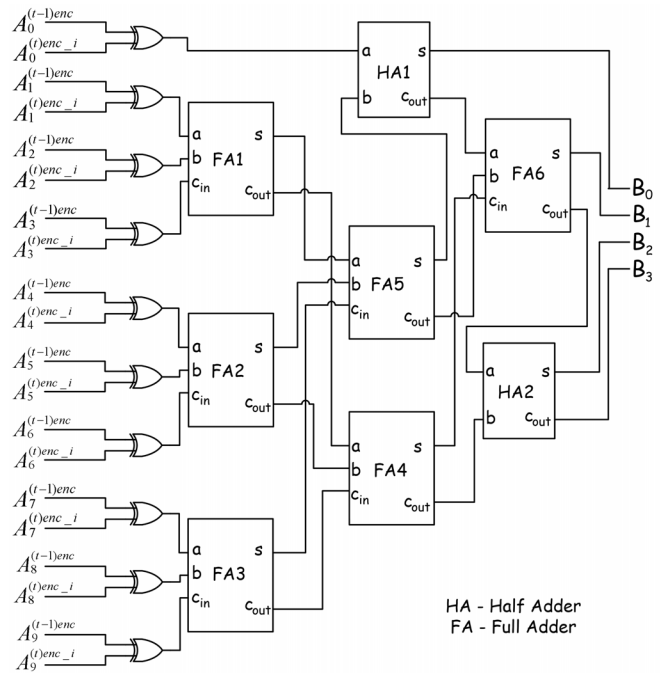 A₀^(t−1)enc
A₀^(t)enc_i
A₁^(t−1)enc
A₁^(t)enc_i
A₂^(t−1)enc
A₂^(t)enc_i
A₃^(t−1)enc
A₃^(t)enc_i
A₄^(t−1)enc
A₄^(t)enc_i
A₅^(t−1)enc
A₅^(t)enc_i
A₆^(t−1)enc
A₆^(t)enc_i
A₇^(t−1)enc
A₇^(t)enc_i
A₈^(t−1)enc
A₈^(t)enc_i
A₉^(t−1)enc
A₉^(t)enc_i
a s
b FA1
cin
cout
a s
b FA2
cin
cout
a s
b FA3
cin
cout
a s
HA1
b cout
a s
b FA5
cin
cout
a s
b FA4
cin
cout
a s
b FA6
cin
cout
a s
HA2
b cout
B₀
B₁
B₂
B₃
HA - Half Adder
FA - Full Adder